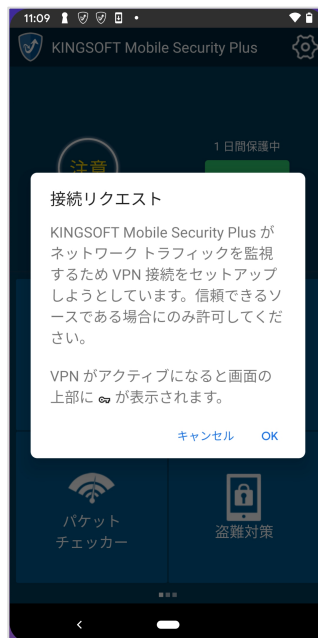 11:09
KINGSOFT Mobile Security Plus
1 日間保護中
注意
接続リクエスト
KINGSOFT Mobile Security Plus が
ネットワーク トラフィックを監視
するため VPN 接続をセットアップ
しようとしています。信頼できるソ
ースである場合にのみ許可してくだ
さい。
VPN がアクティブになると画面の
上部に が表示されます。
キャンセル OK
パケット
チェッカー
盗難対策